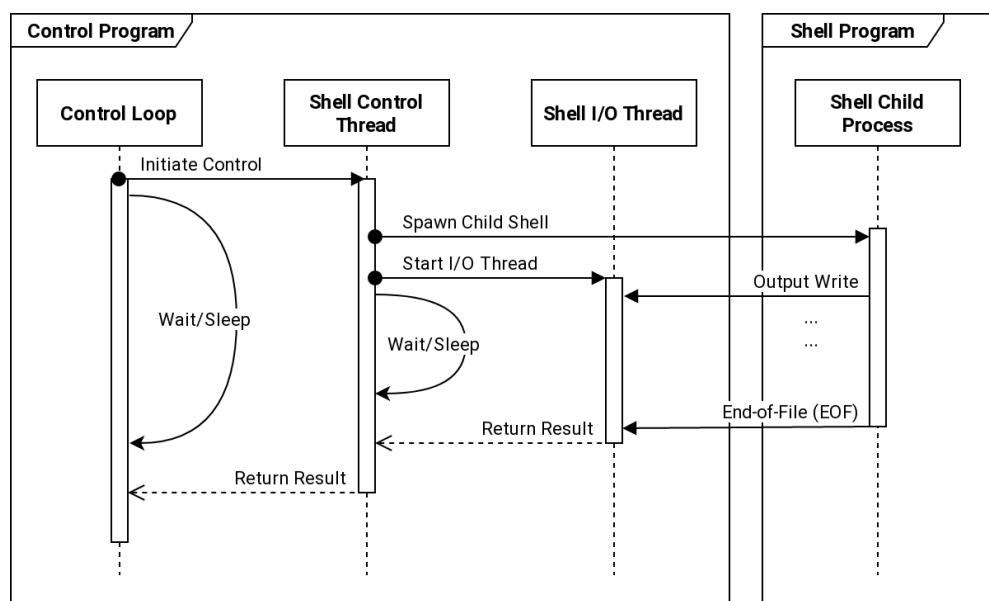 Control Program
Shell Program
Control Loop
Shell Control
Thread
Shell I/O Thread
Shell Child
Process
Initiate Control
Spawn Child Shell
Start I/O Thread
Output Write
Wait/Sleep
...
Wait/Sleep
...
End-of-File (EOF)
Return Result
Return Result